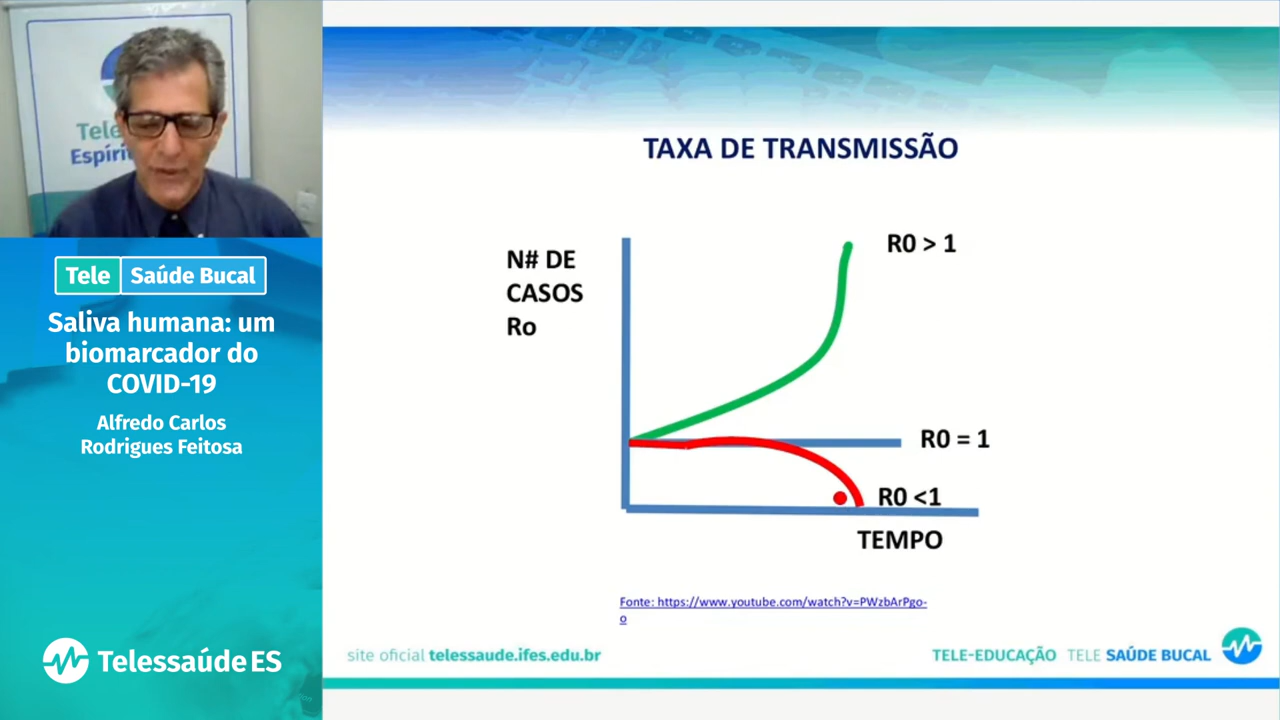 Tele
Espíri
Tele Saúde Bucal
Saliva humana: um
biomarcador do
COVID-19
Alfredo Carlos
Rodrigues Feitosa
TelessaúdeES
TAXA DE TRANSMISSÃO
N# DE
CASOS
Ro
R0 > 1
R0 = 1
R0 <1
TEMPO
Fonte: https://www.youtube.com/watch?v=PWzbArPgo-
o
site oficial telessaude.ifes.edu.br
TELE-EDUCAÇÃO TELE SAÚDE BUCAL